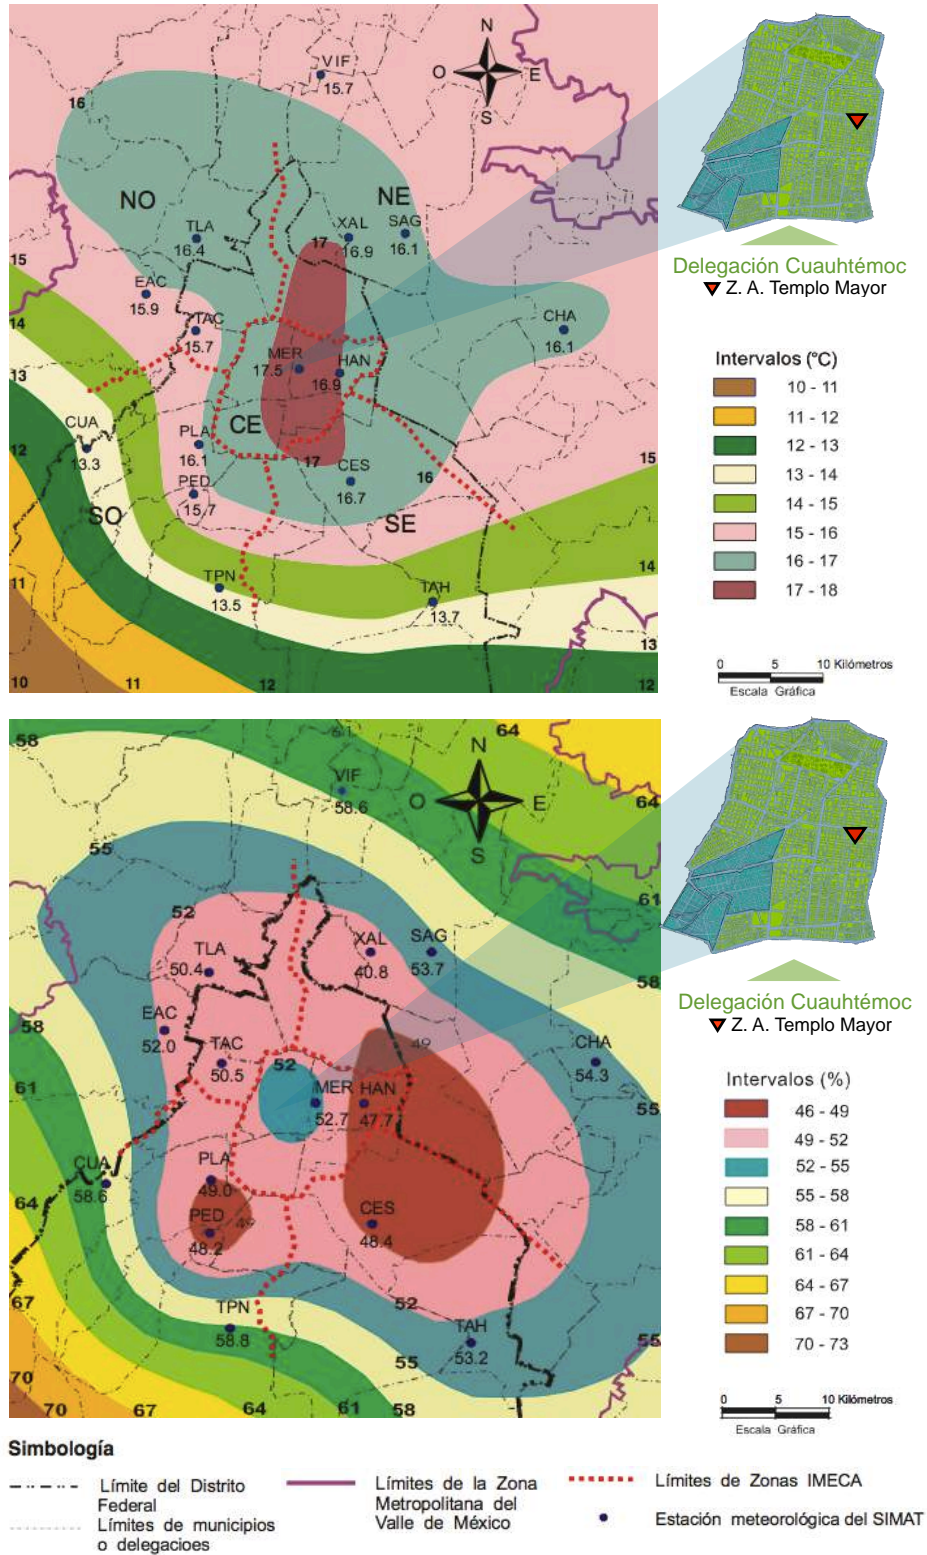 N
O
E
S
VIF
15.7
16
NO
NE
TLA
16.4
17
XAL
16.9
SAG
16.1
15
EAC
15.9
14
TAC
15.7
CHA
16.1
MER
17.5
HAN
16.9
13
CUA
13.3
CE
PLA
16.1
12
17
CES
16.7
16
15
PED
15.7
SO
SE
14
TPN
13.5
TAH
13.7
11
13
10
11
12
12
Delegación Cuauhtémoc
Z. A. Templo Mayor
Intervalos (°C)
10 - 11
11 - 12
12 - 13
13 - 14
14 - 15
15 - 16
16 - 17
17 - 18
0 5 10 Kilómetros
Escala Gráfica
58
61
64
N
O
E
S
VIF
58.6
64
55
61
52
TLA
50.4
XAL
40.8
SAG
53.7
58
EAC
52.0
58
TAC
50.5
49
CHA
54.3
52
61
MER
52.7
HAN
47.7
55
CUA
58.6
PLA
49.0
64
PED
48.2
49
CES
48.4
67
TPN
58.8
52
TAH
53.2
55
55
70
70
67
64
61
58
Delegación Cuauhtémoc
Z. A. Templo Mayor
Intervalos (%)
46 - 49
49 - 52
52 - 55
55 - 58
58 - 61
61 - 64
64 - 67
67 - 70
70 - 73
0 5 10 Kilómetros
Escala Gráfica
Simbología
Límite del Distrito
Federal
Límites de municipios
o delegacioes
Límites de la Zona
Metropolitana del
Valle de México
Límites de Zonas IMECA
Estación meteorológica del SIMAT